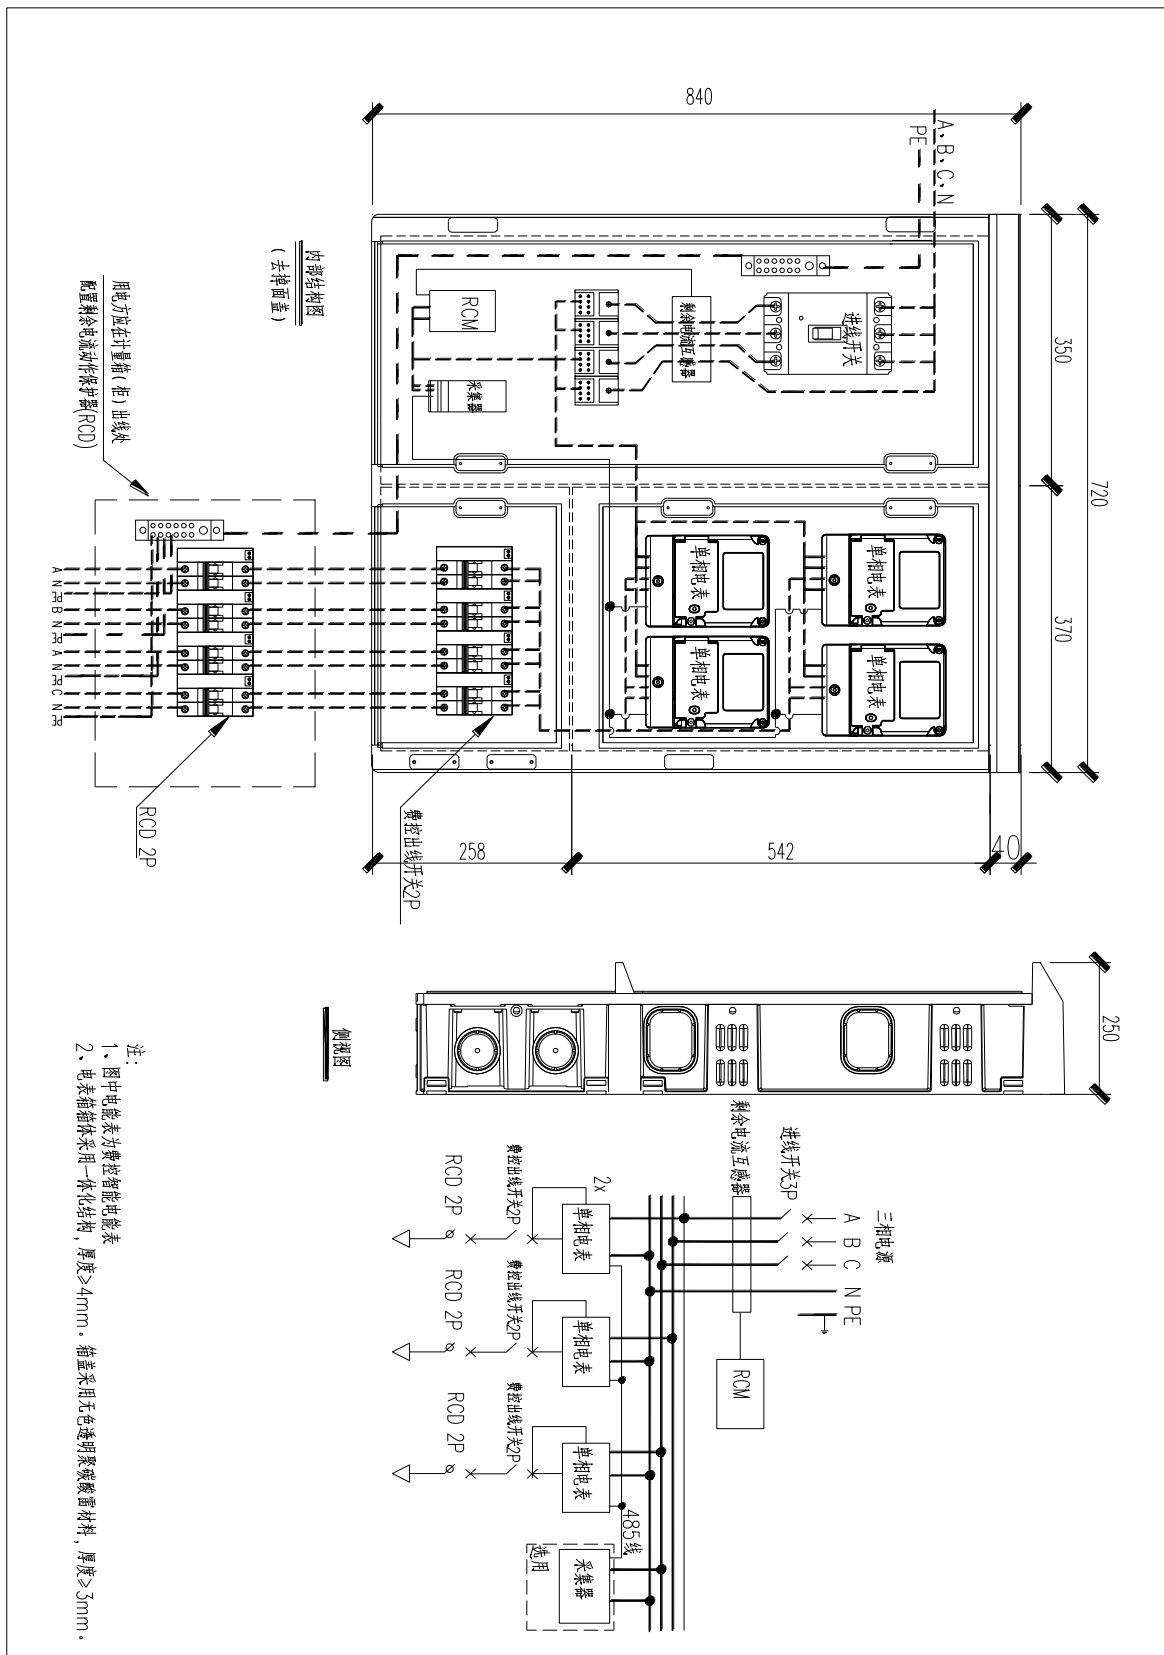 840
A、B、C、N
PE
350
720
370
内部结构图
(去掉面盖)
RCM
采集器
剩余电流互感器
进线开关
用电方应在计量箱(柜)出线处
配置剩余电流动作保护器(RCD)
单相电表
单相电表
单相电表
单相电表
A
N
PE
B
N
PE
A
N
PE
C
N
PE
RCD 2P
费控出线开关2P
258
542
40
250
侧视图
三相电源
A
B
C
N
PE
进线开关3P
剩余电流互感器
RCM
2x
单相电表
单相电表
单相电表
费控出线开关2P
费控出线开关2P
费控出线开关2P
RCD 2P
RCD 2P
RCD 2P
485线
采集器
选用
注:
1、图中电能表为费控智能电能表
2、电表箱箱体采用一体化结构,厚度≥4mm。箱盖采用无色透明聚碳酸雷材料,厚度≥3mm。